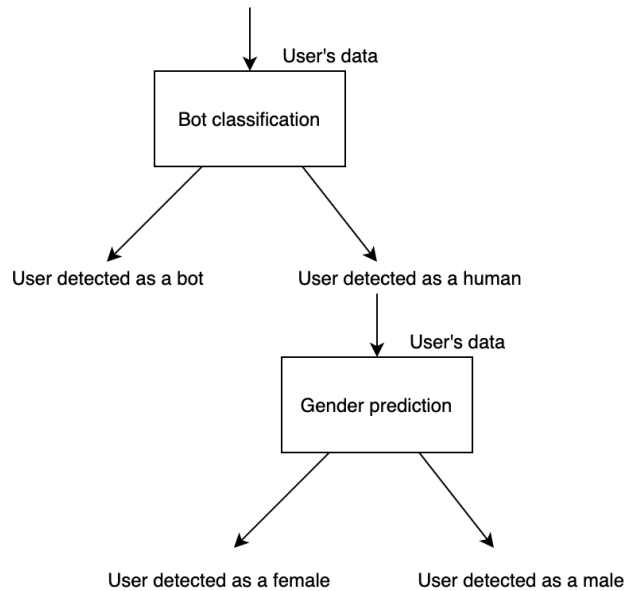 User's data
Bot classification
User detected as a bot
User detected as a human
User's data
Gender prediction
User detected as a female
User detected as a male